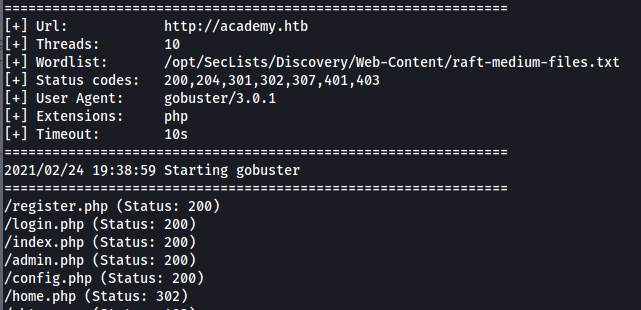 ===============================================================
[+] Url:            http://academy.htb
[+] Threads:        10
[+] Wordlist:       /opt/SecLists/Discovery/Web-Content/raft-medium-files.txt
[+] Status codes:   200,204,301,302,307,401,403
[+] User Agent:     gobuster/3.0.1
[+] Extensions:     php
[+] Timeout:        10s
===============================================================
2021/02/24 19:38:59 Starting gobuster
===============================================================
/register.php (Status: 200)
/login.php (Status: 200)
/index.php (Status: 200)
/admin.php (Status: 200)
/config.php (Status: 200)
/home.php (Status: 302)